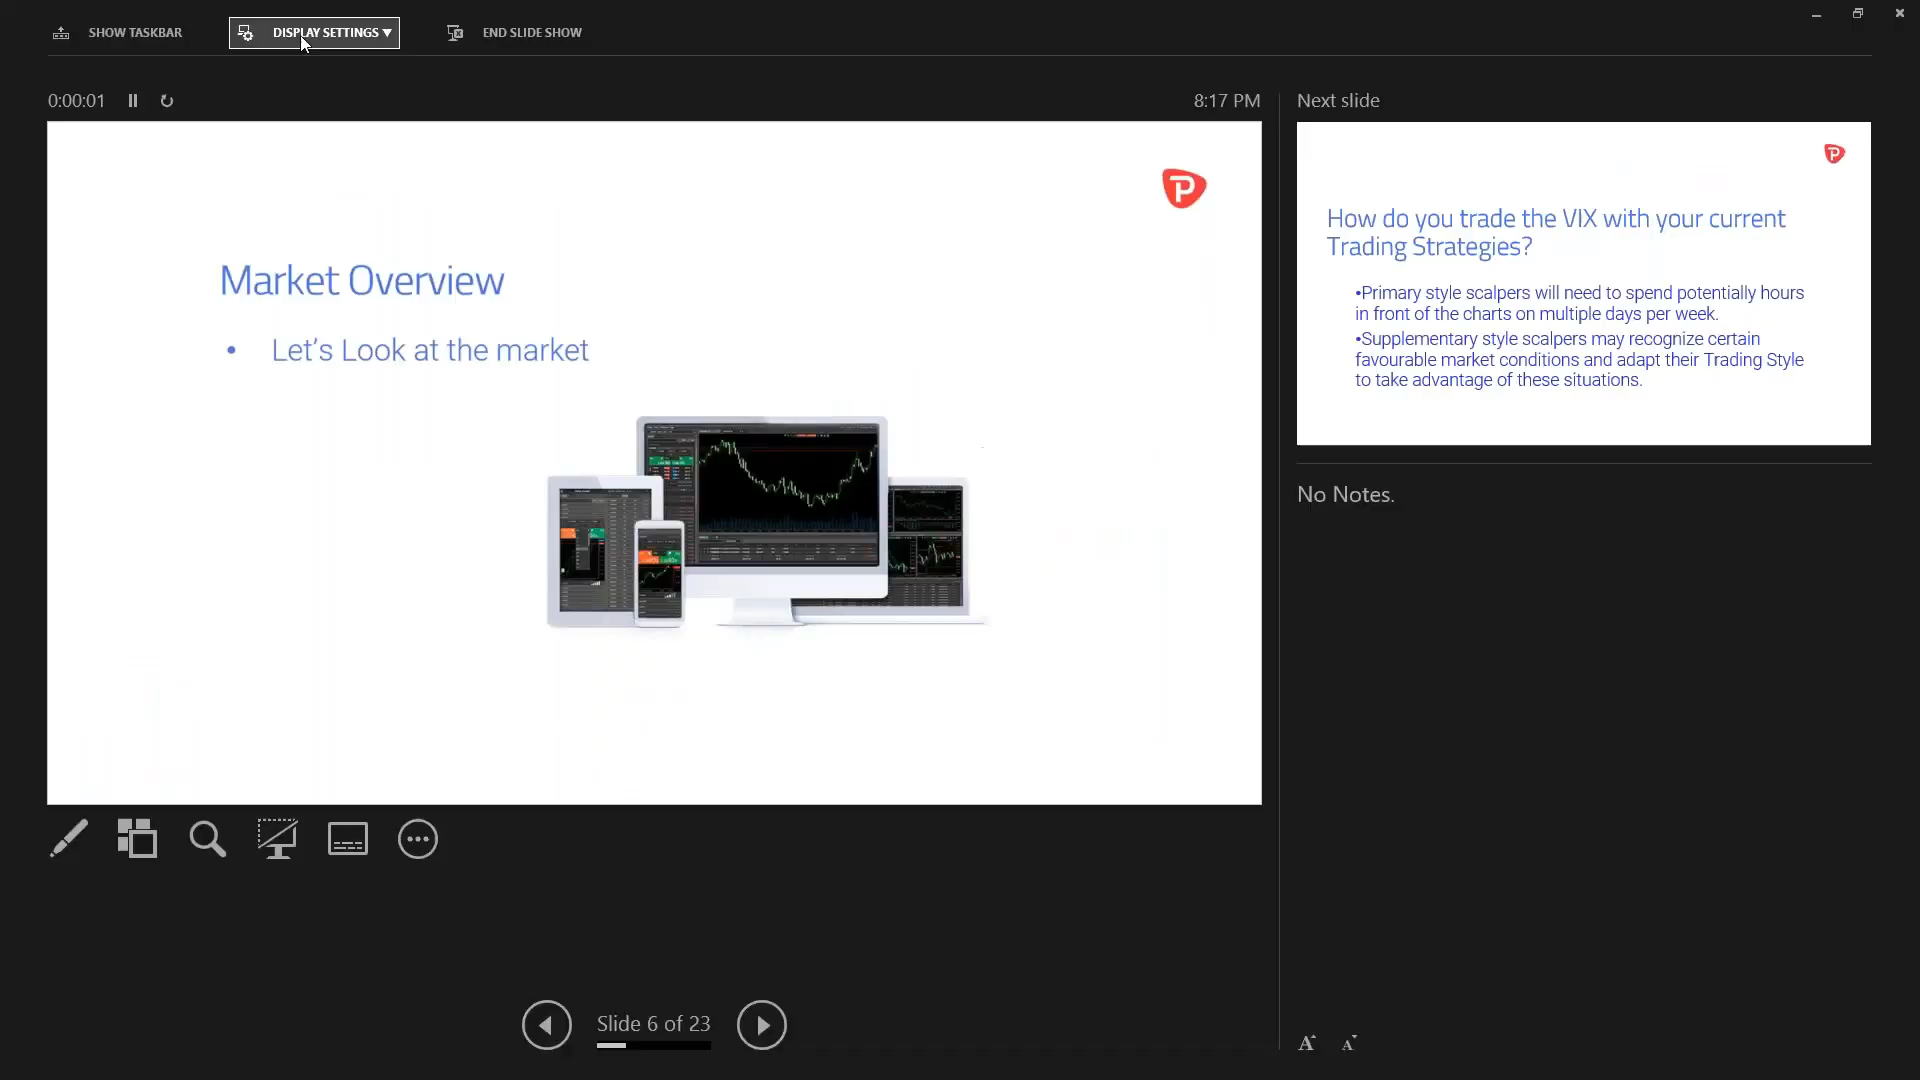 SHOW TASKBAR
DISPLAY SETTINGS ▼
END SLIDE SHOW
0:00:01
8:17 PM
Next slide
P
Market Overview
• Let's Look at the market
P
How do you trade the VIX with your current
Trading Strategies?
•Primary style scalpers will need to spend potentially hours
in front of the charts on multiple days per week.
•Supplementary style scalpers may recognize certain
favourable market conditions and adapt their Trading Style
to take advantage of these situations.
No Notes.
Slide 6 of 23
A A